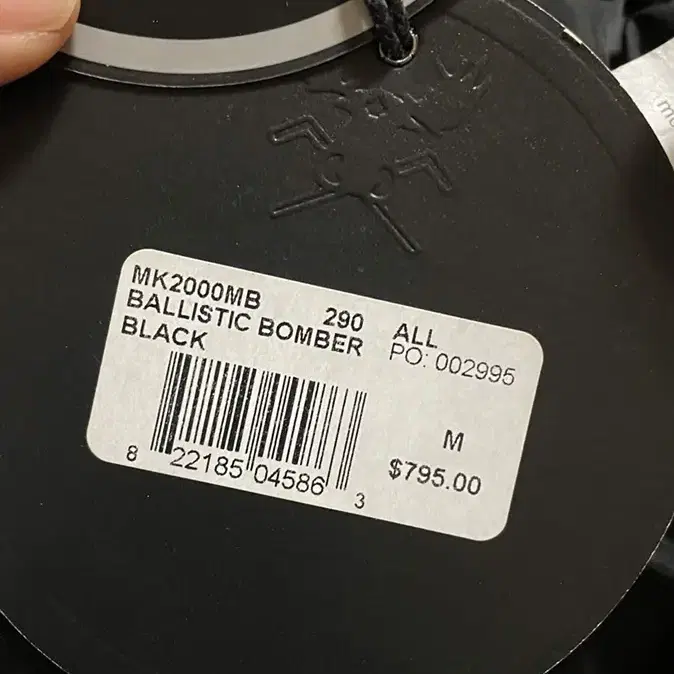 MK2000MB 290 ALL
BALLISTIC BOMBER PO: 002995
BLACK
M
$795.00
8 22185 04586 3